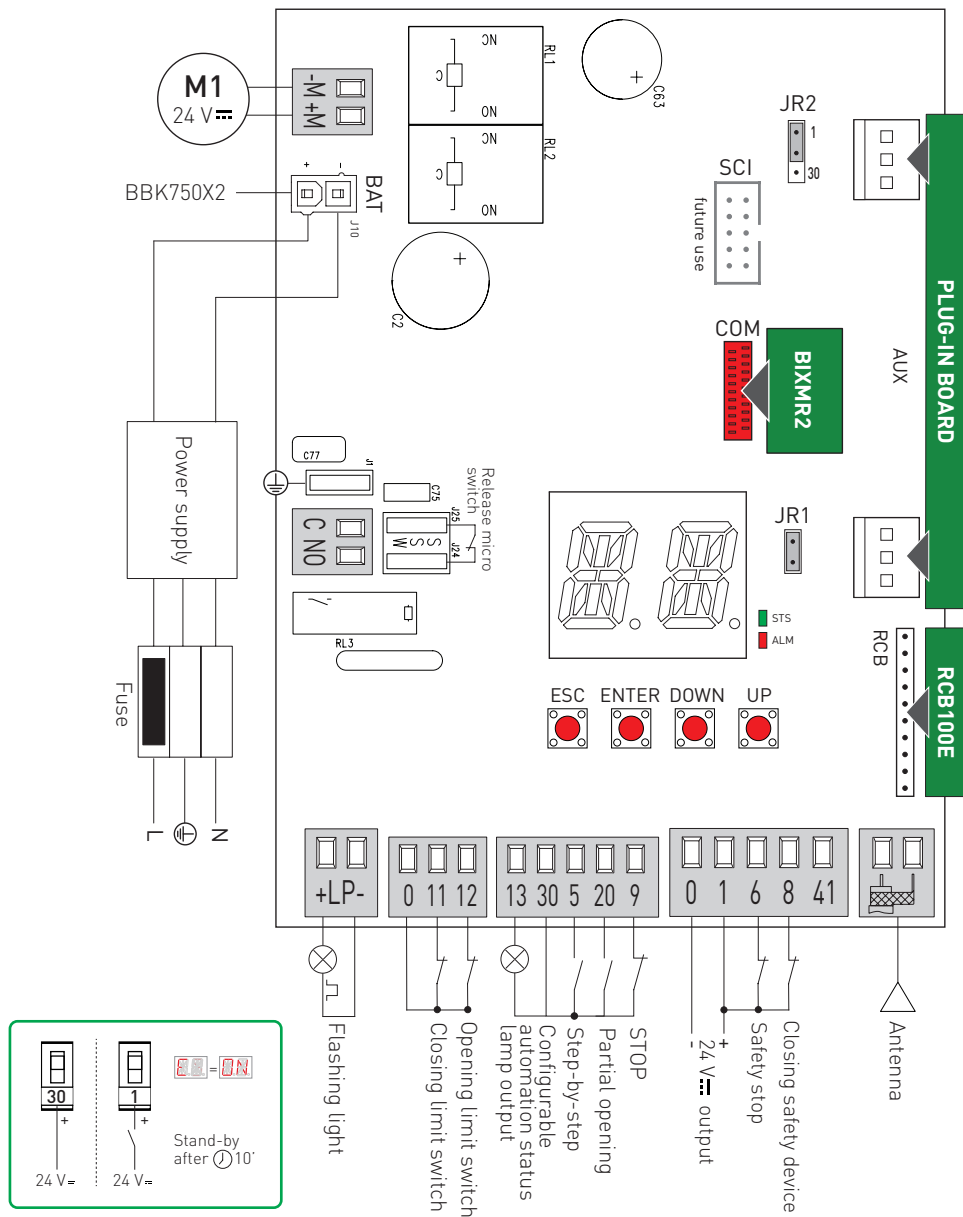 M1
24 V
-M +M
NC
RL1
C
NO
NC
RL2
C
NO
+
C63
JR2
1
30
SCI
future use
BBK750X2
+ -
BAT
J10
+
C2
COM
BIXMR2
AUX
PLUG-IN BOARD
Power supply
C77
J1
C75
Release micro
switch
C NO
J25
J24
S
S
W
JR1
STS
ALM
RL3
RCB
RCB100E
Fuse
ESC ENTER DOWN UP
L
N
+LP-
0 11 12
13 30 5 20 9
0 1 6 8 41
Flashing light
Closing limit switch
Opening limit switch
Configurable
automation status
lamp output
Step-by-step
Partial opening
STOP
-
+
24 V output
Safety stop
Closing safety device
Antenna
30
+
24 V
1
+
24 V
E = ON
Stand-by
after 10'